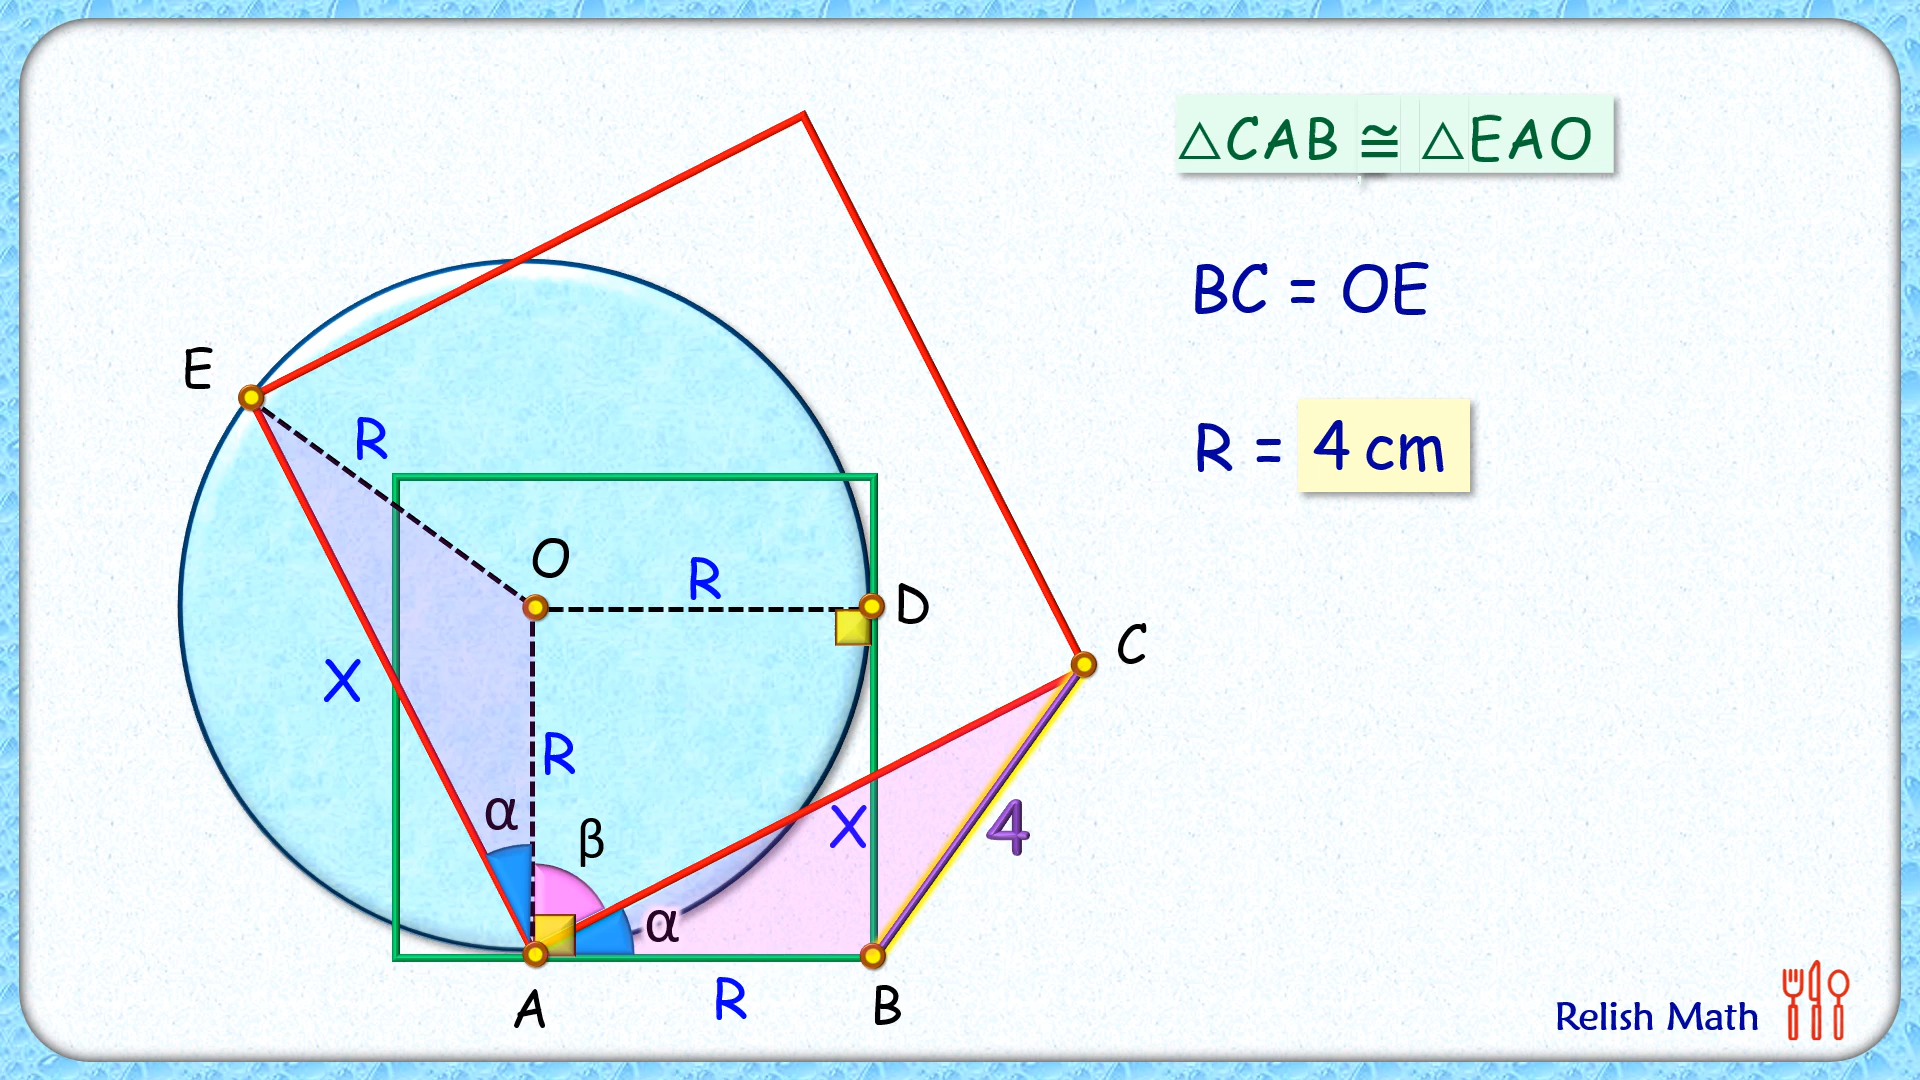 △CAB ≅ △EAO
BC = OE
R = 4 cm
E
R
O
R
D
C
X
R
α
β
X
4
α
A
R
B
Relish Math